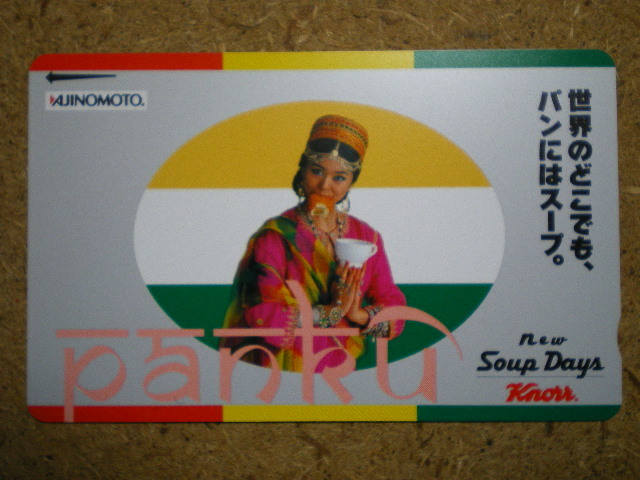 AJINOMOTO.
世界のどこでも、
パンにはスープ。
panku
new
Soup Days
Knorr.